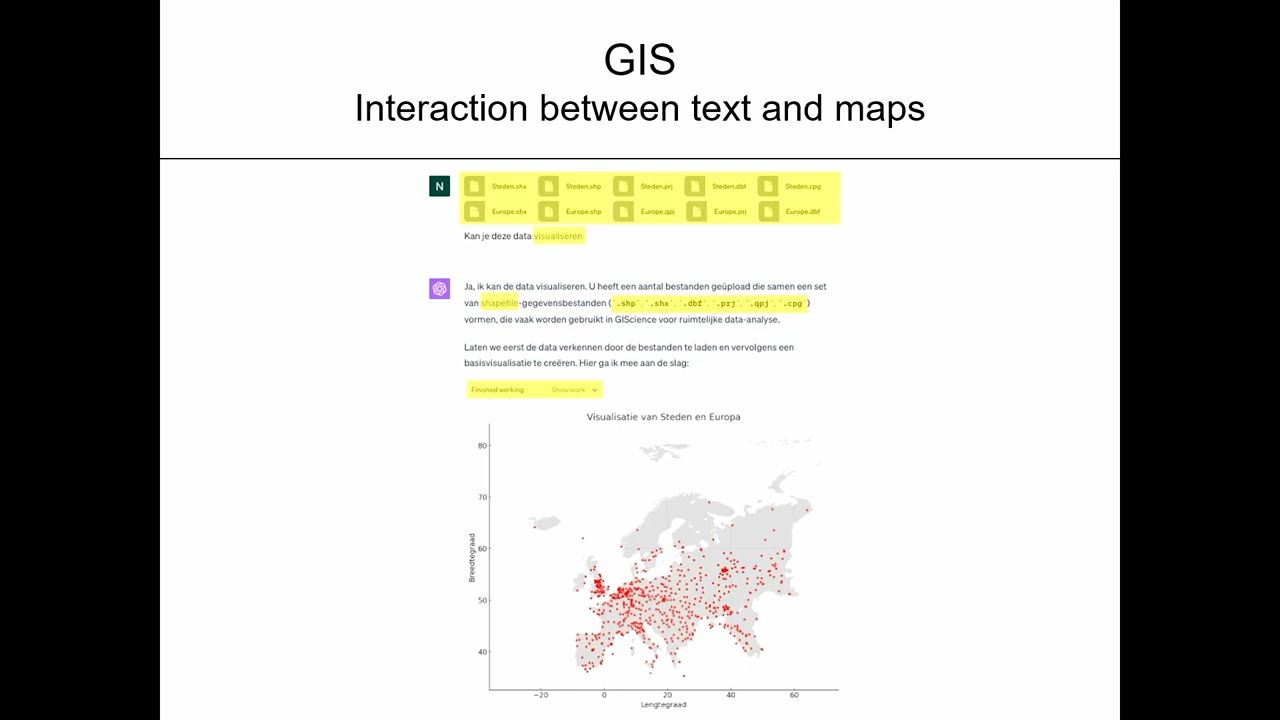 GIS
Interaction between text and maps
N
Steden.shx Steden.shp Steden.prj Steden.dbf Steden.cpg
Europe.shx Europe.shp Europe.qpj Europe.prj Europe.dbf
Kan je deze data visualiseren
Ja, ik kan de data visualiseren. U heeft een aantal bestanden geüpload die samen een set
van shapefile-gegevensbestanden (`.shp`, `.shx`, `.dbf`, `.prj`, `.qpj`, `.cpg`)
vormen, die vaak worden gebruikt in GIScience voor ruimtelijke data-analyse.
Laten we eerst de data verkennen door de bestanden te laden en vervolgens een
basisvisualisatie te creëren. Hier ga ik mee aan de slag:
Finished working Show work
Visualisatie van Steden en Europa
80
70
60
50
40
Breedtegraad
−20 0 20 40 60
Lengtegraad